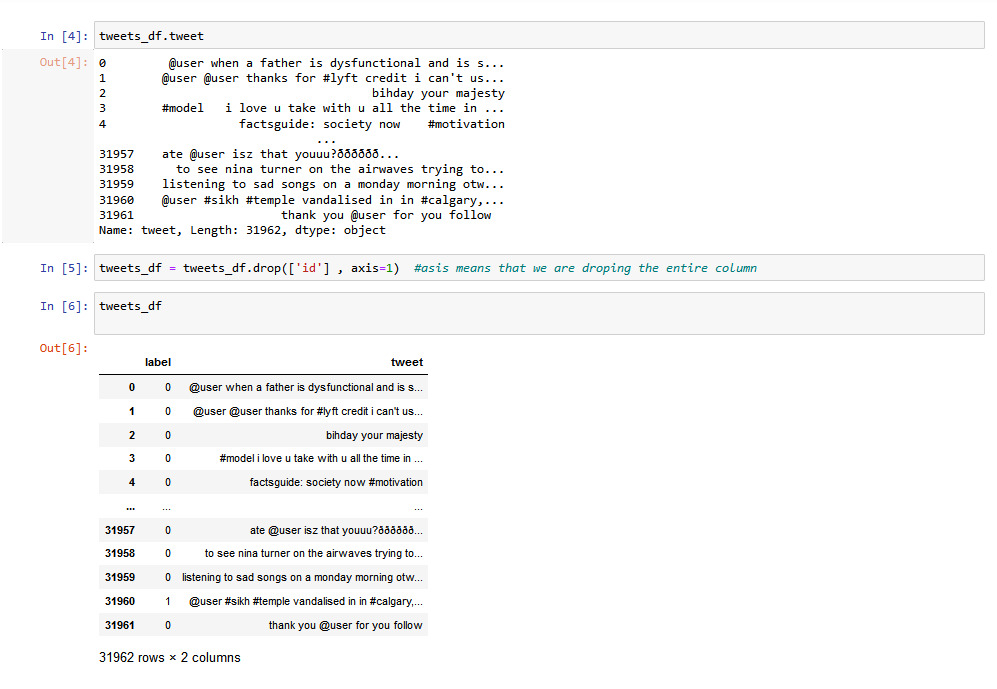 In [4]: tweets_df.tweet
Out[4]: 0 @user when a father is dysfunctional and is s...
1 @user @user thanks for #lyft credit i can't us...
2 bihday your majesty
3 #model i love u take with u all the time in ...
4 factsguide: society now #motivation
...
31957 ate @user isz that youuu?ðððððð...
31958 to see nina turner on the airwaves trying to...
31959 listening to sad songs on a monday morning otw...
31960 @user #sikh #temple vandalised in in #calgary,...
31961 thank you @user for you follow
Name: tweet, Length: 31962, dtype: object
In [5]: tweets_df = tweets_df.drop(['id'] , axis=1) #asis means that we are droping the entire column
In [6]: tweets_df
Out[6]:
label tweet
0 0 @user when a father is dysfunctional and is s...
1 0 @user @user thanks for #lyft credit i can't us...
2 0 bihday your majesty
3 0 #model i love u take with u all the time in ...
4 0 factsguide: society now #motivation
... ... ...
31957 0 ate @user isz that youuu?ðððððð...
31958 0 to see nina turner on the airwaves trying to...
31959 0 listening to sad songs on a monday morning otw...
31960 1 @user #sikh #temple vandalised in in #calgary,...
31961 0 thank you @user for you follow
31962 rows × 2 columns